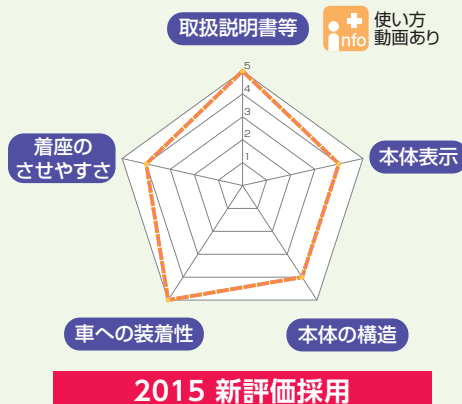 取扱説明書等
使い方
nfo 動画あり
5
4
3
2
1
着座の
させやすさ
本体表示
車への装着性
本体の構造
2015 新評価採用